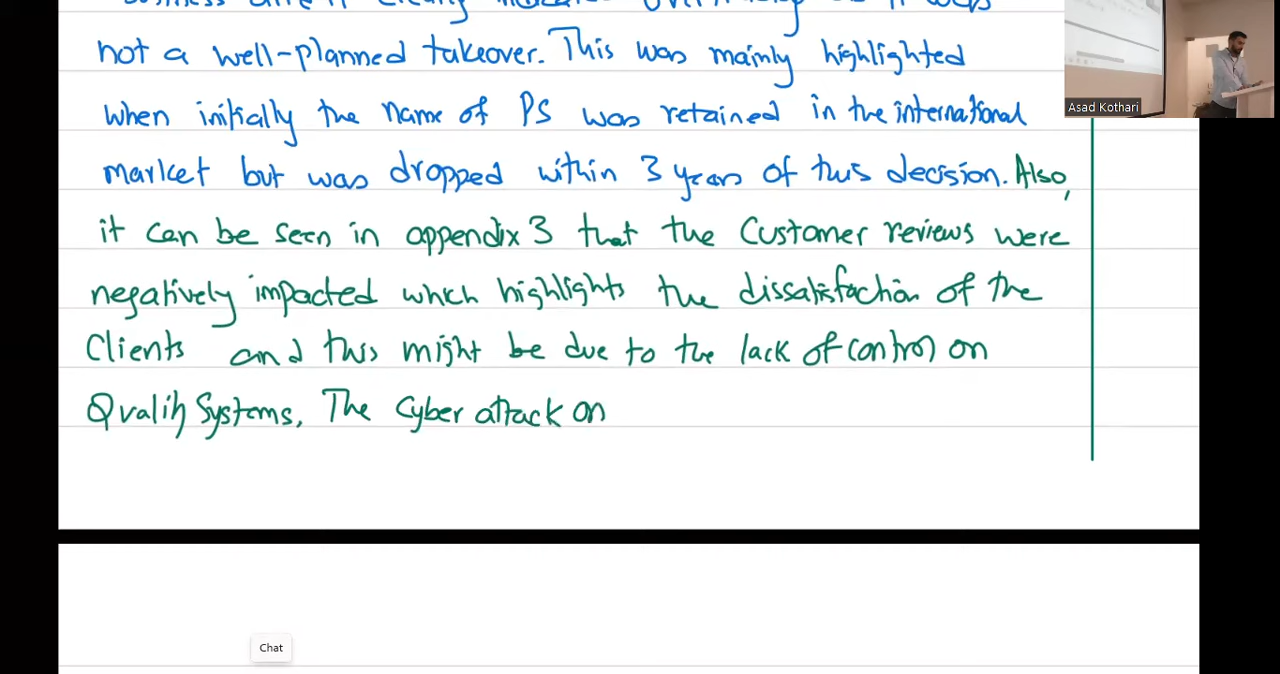 not a well-planned takeover. This was mainly highlighted
when initially the name of PS was retained in the international
market but was dropped within 3 years of this decision. Also,
it can be seen in appendix 3 that the Customer reviews were
negatively impacted which highlights the dissatisfaction of the
Clients and this might be due to the lack of control on
Quality Systems. The Cyber attack on
Asad Kothari
Chat